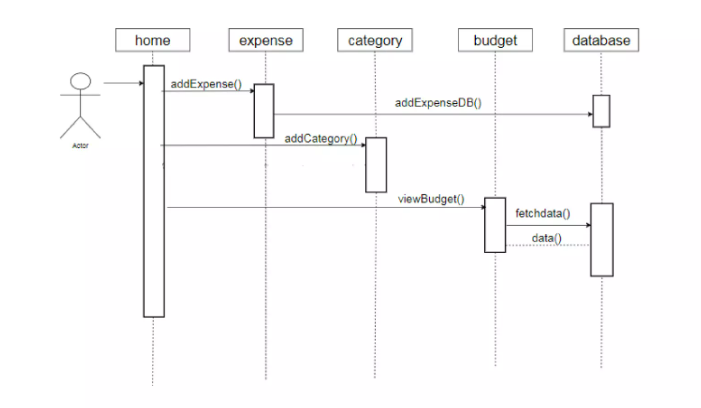 home
expense
category
budget
database
addExpense()
addExpenseDB()
Actor
addCategory()
viewBudget()
fetchdata()
data()